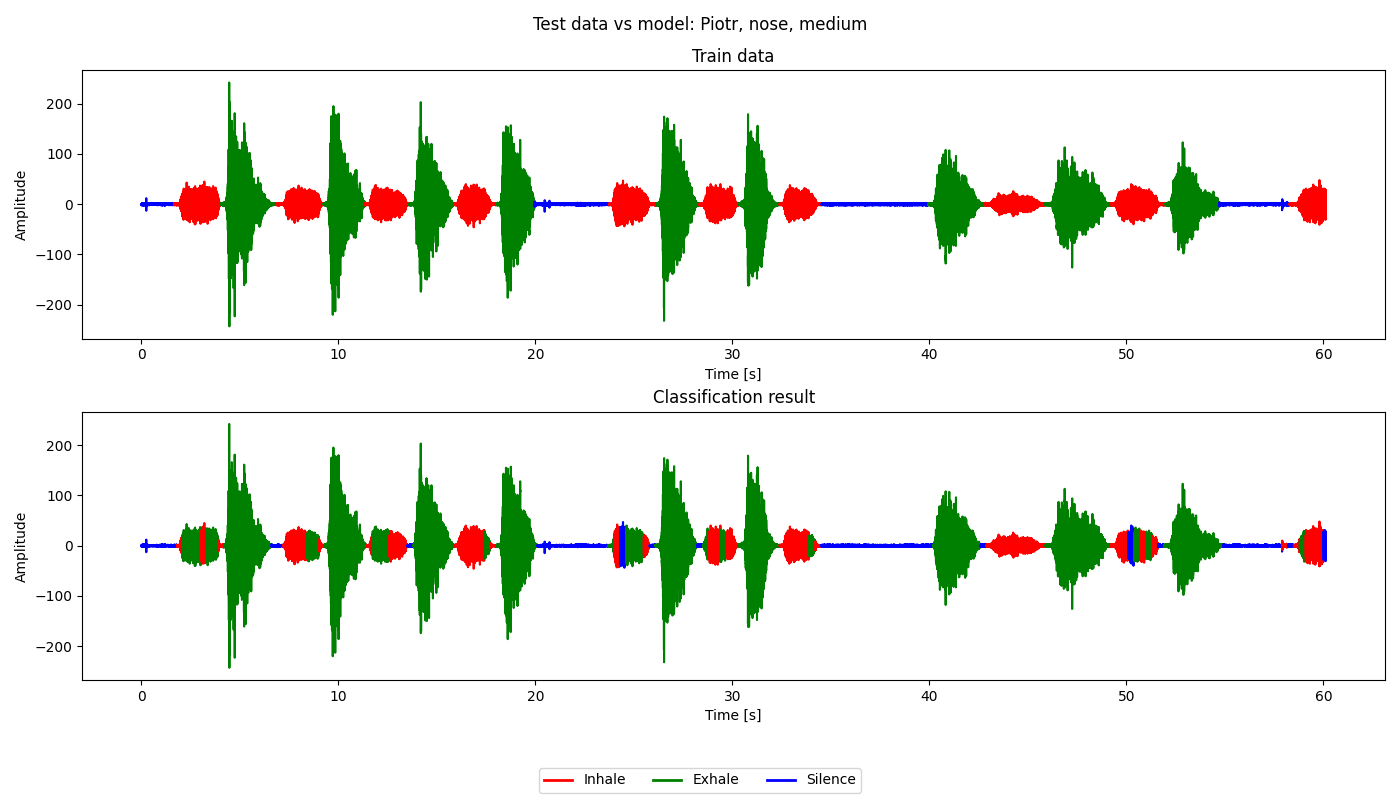 Test data vs model: Piotr, nose, medium
Train data
Amplitude
200
100
0
−100
−200
0 10 20 30 40 50 60
Time [s]
Classification result
Amplitude
200
100
0
−100
−200
0 10 20 30 40 50 60
Time [s]
Inhale Exhale Silence